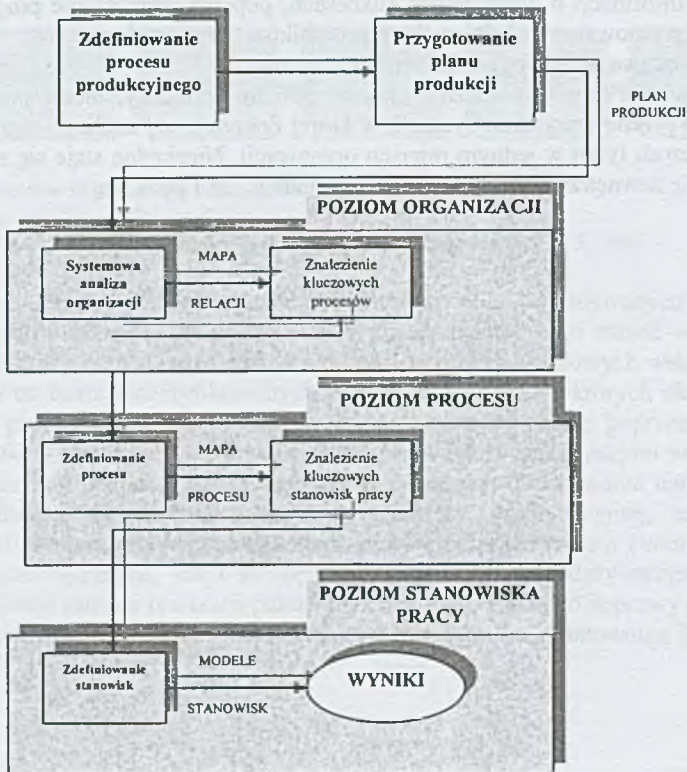 Zdefiniowanie
procesu
produkcyjnego
Przygotowanie
planu
produkcji
PLAN
PRODUKCJI
POZIOM ORGANIZACJI
Systemowa
analiza
organizacji
MAPA
RELACJI
Znalezienie
kluczowych
procesów
POZIOM PROCESU
Zdefiniowanie
procesu
MAPA
PROCESU
Znalezienie
kluczowych
stanowisk pracy
POZIOM STANOWISKA
PRACY
Zdefiniowanie
stanowisk
MODELE
STANOWISK
WYNIKI